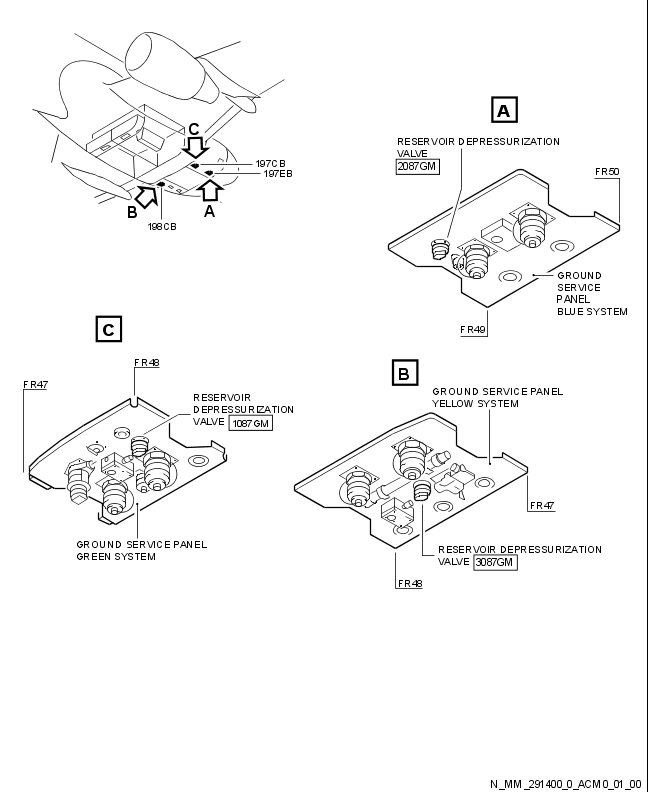 C
197CB
197EB
B
A
198CB
A
RESERVOIR DEPRESSURIZATION
VALVE
2087GM
FR50
GROUND
SERVICE
PANEL
BLUE SYSTEM
FR49
C
FR48
FR47
RESERVOIR
DEPRESSURIZATION
VALVE 1087GM
GROUND SERVICE PANEL
GREEN SYSTEM
B
GROUND SERVICE PANEL
YELLOW SYSTEM
FR47
RESERVOIR DEPRESSURIZATION
VALVE 3087GM
FR48
N_MM_291400_0_ACM0_01_00